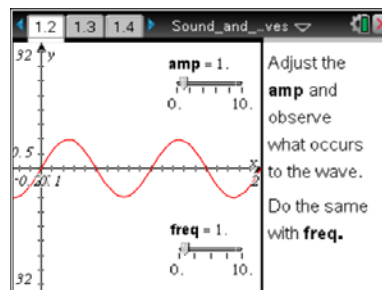 1.2 1.3 1.4 Sound_and_…ves
32 y
amp = 1.
0. 10.
0.5
x
2
freq = 1.
0. 10.
32
Adjust the
amp and
observe
what occurs
to the wave.
Do the same
with freq.